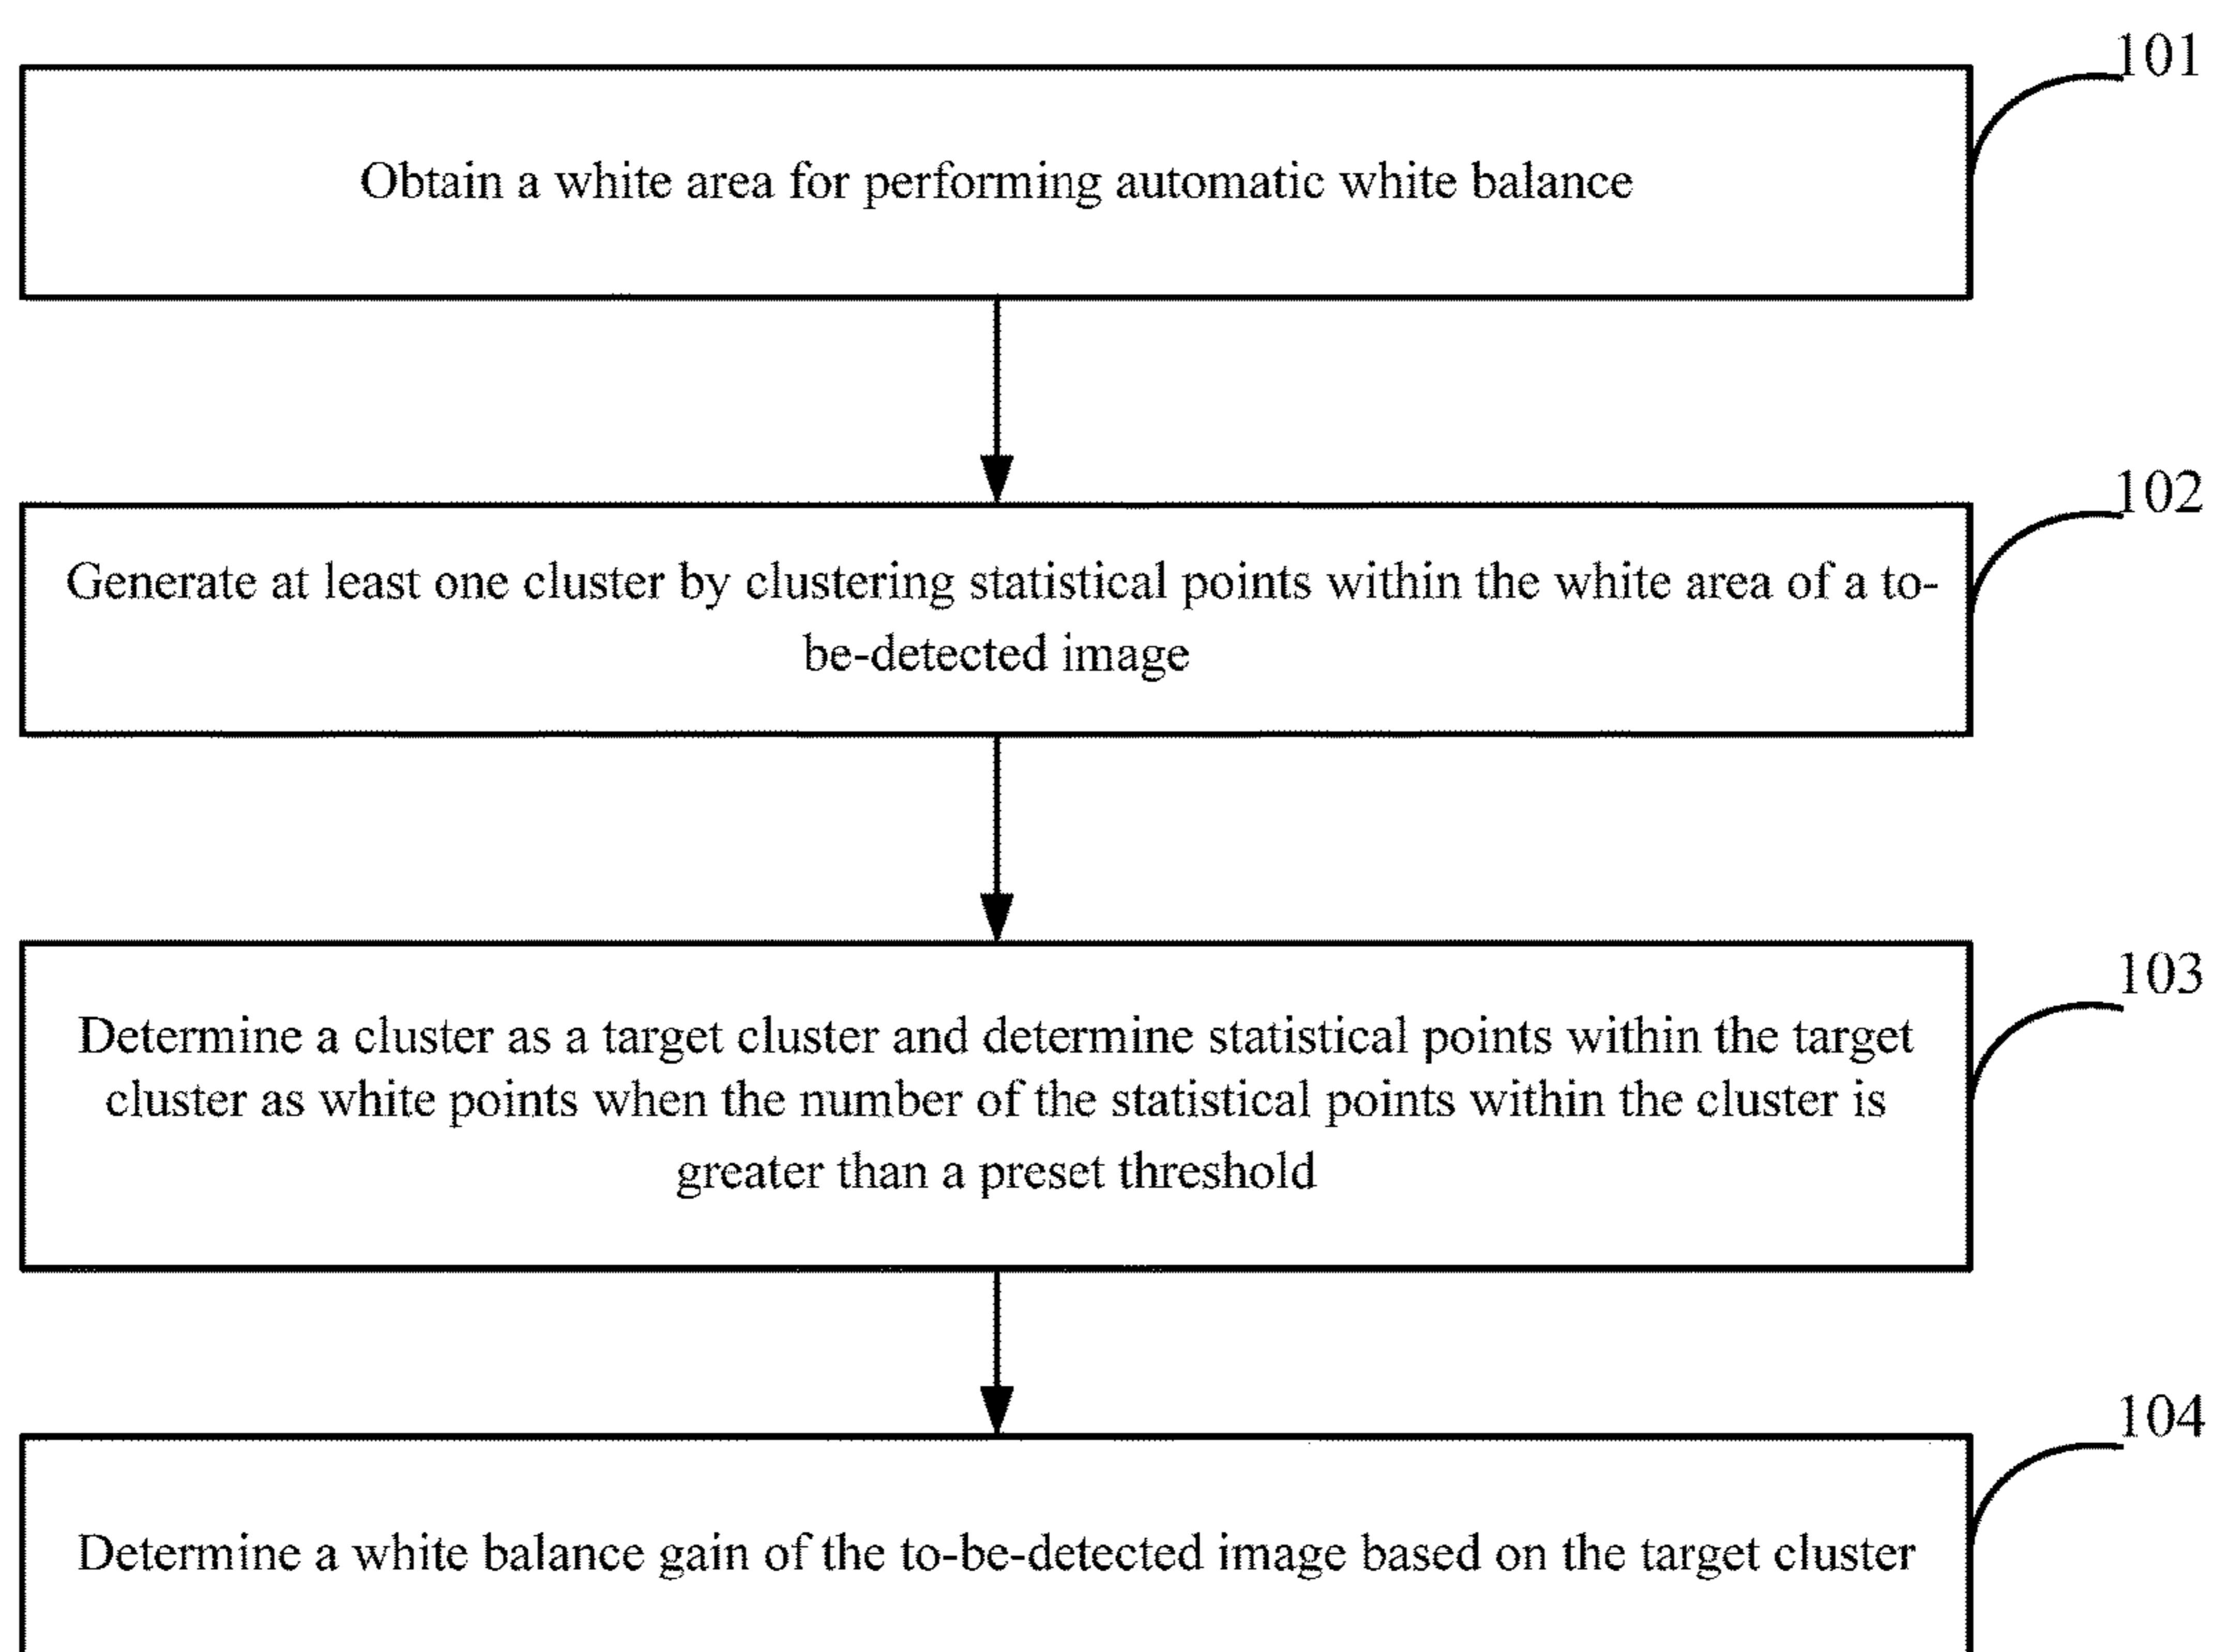 101
Obtain a white area for performing automatic white balance
102
Generate at least one cluster by clustering statistical points within the white area of a to-
be-detected image
103
Determine a cluster as a target cluster and determine statistical points within the target
cluster as white points when the number of the statistical points within the cluster is
greater than a preset threshold
104
Determine a white balance gain of the to-be-detected image based on the target cluster